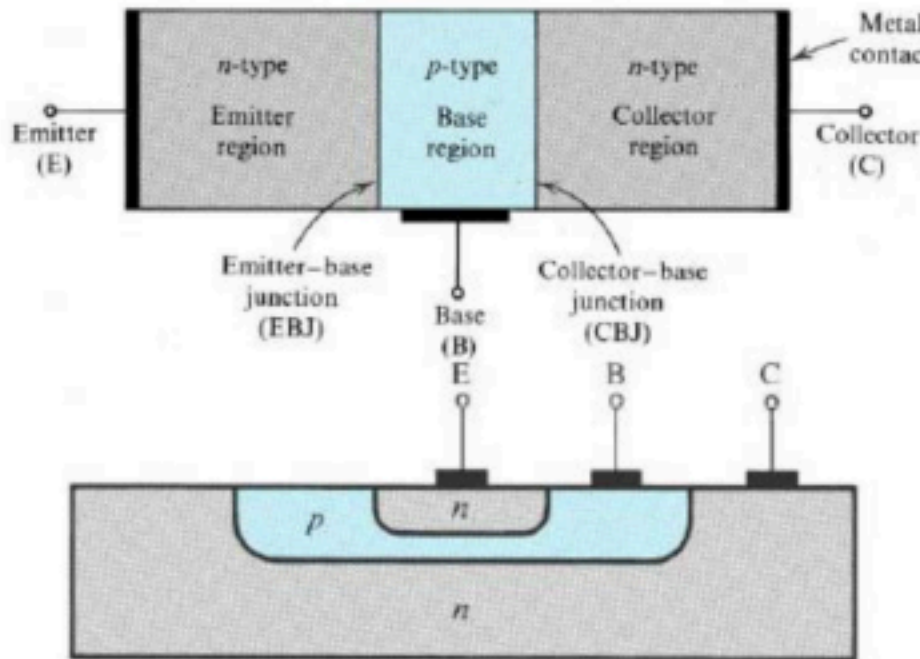 n-type
Emitter
region
p-type
Base
region
n-type
Collector
region
Metal
contac
Emitter
(E)
Collector
(C)
Emitter–base
junction
(EBJ)
Base
(B)
Collector–base
junction
(CBJ)
E
B
C
p
n
n